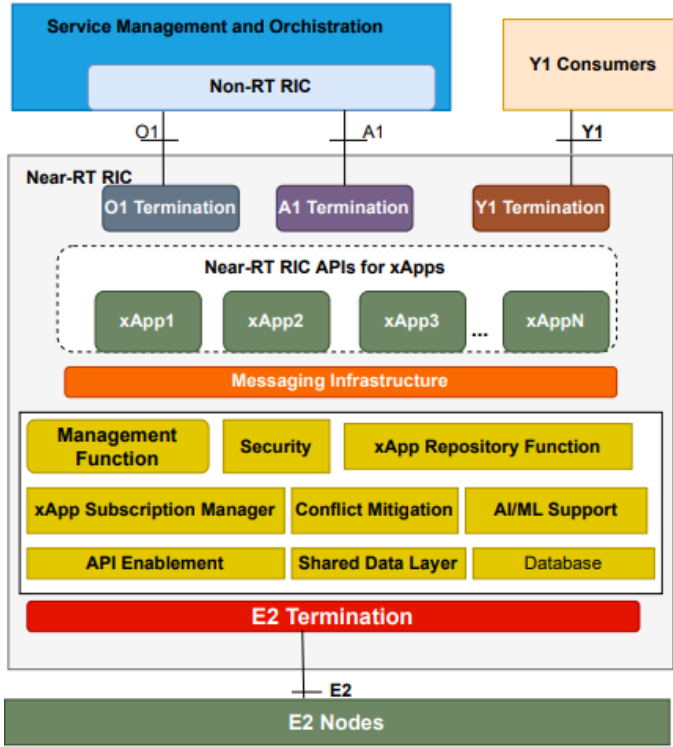 Service Management and Orchistration
Non-RT RIC
Y1 Consumers
O1
A1
Y1
Near-RT RIC
O1 Termination
A1 Termination
Y1 Termination
Near-RT RIC APIs for xApps
xApp1
xApp2
xApp3
...
xAppN
Messaging Infrastructure
Management
Function
Security
xApp Repository Function
xApp Subscription Manager
Conflict Mitigation
AI/ML Support
API Enablement
Shared Data Layer
Database
E2 Termination
E2
E2 Nodes